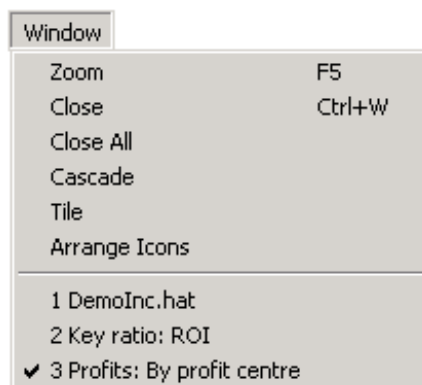 Window
Zoom F5
Close Ctrl+W
Close All
Cascade
Tile
Arrange Icons
1 DemoInc.hat
2 Key ratio: ROI
✔ 3 Profits: By profit centre